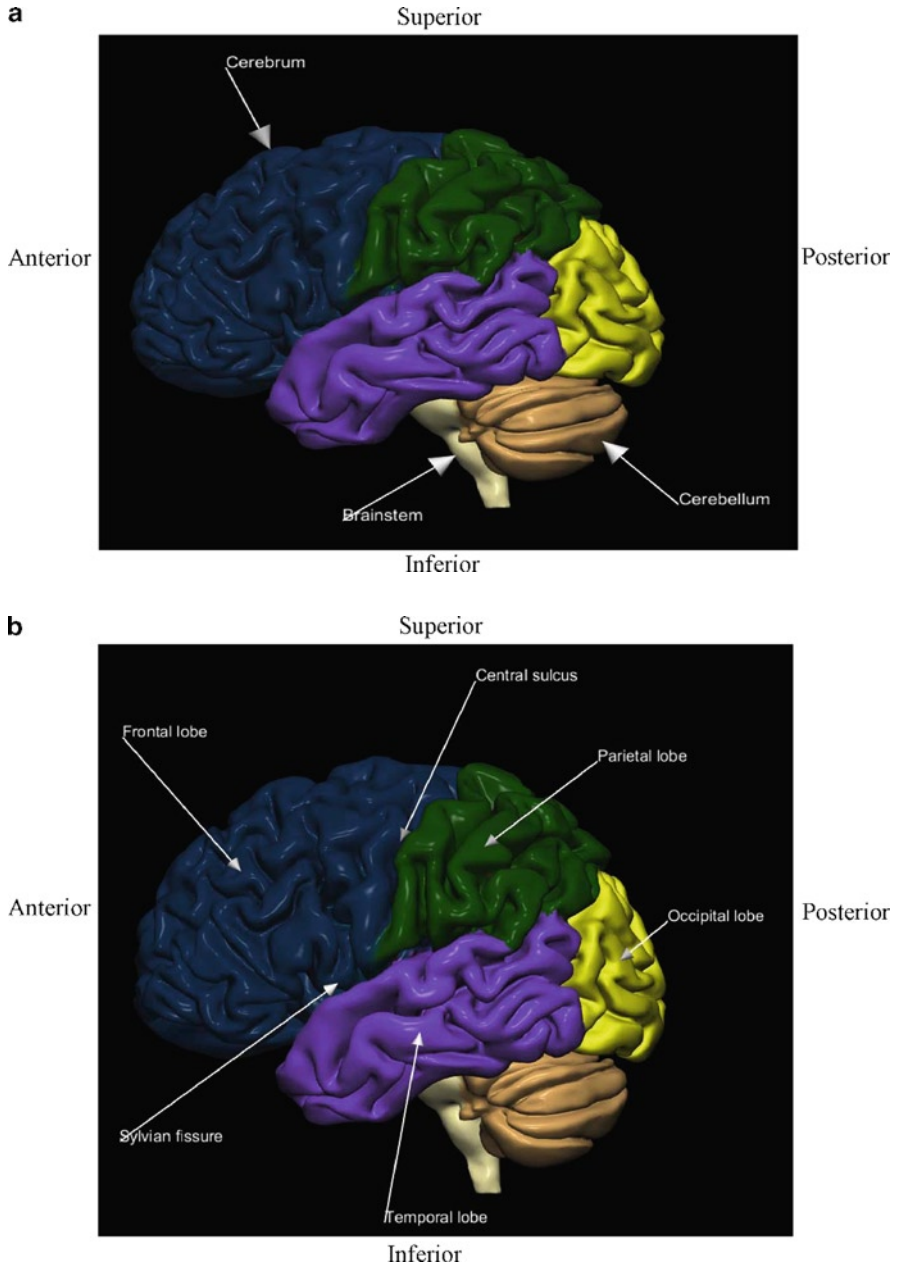 a
Superior
Cerebrum
Anterior
Posterior
Cerebellum
Brainstem
Inferior
b
Superior
Central sulcus
Frontal lobe
Parietal lobe
Anterior
Posterior
Occipital lobe
Sylvian fissure
Temporal lobe
Inferior